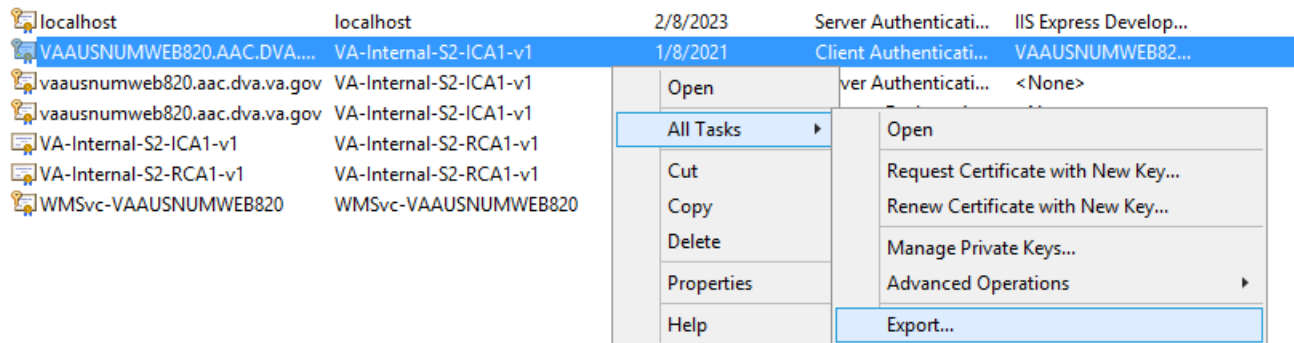 localhost localhost 2/8/2023 Server Authenticati... IIS Express Develop...
VAAUSNUMWEB820.AAC.DVA.... VA-Internal-S2-ICA1-v1 1/8/2021 Client Authenticati... VAAUSNUMWEB82...
vaausnumweb820.aac.dva.va.gov VA-Internal-S2-ICA1-v1 ver Authenticati... <None>
vaausnumweb820.aac.dva.va.gov VA-Internal-S2-ICA1-v1
VA-Internal-S2-ICA1-v1 VA-Internal-S2-RCA1-v1
VA-Internal-S2-RCA1-v1 VA-Internal-S2-RCA1-v1
WMSvc-VAAUSNUMWEB820 WMSvc-VAAUSNUMWEB820
Open
All Tasks
Cut
Copy
Delete
Properties
Help
Open
Request Certificate with New Key...
Renew Certificate with New Key...
Manage Private Keys...
Advanced Operations
Export...